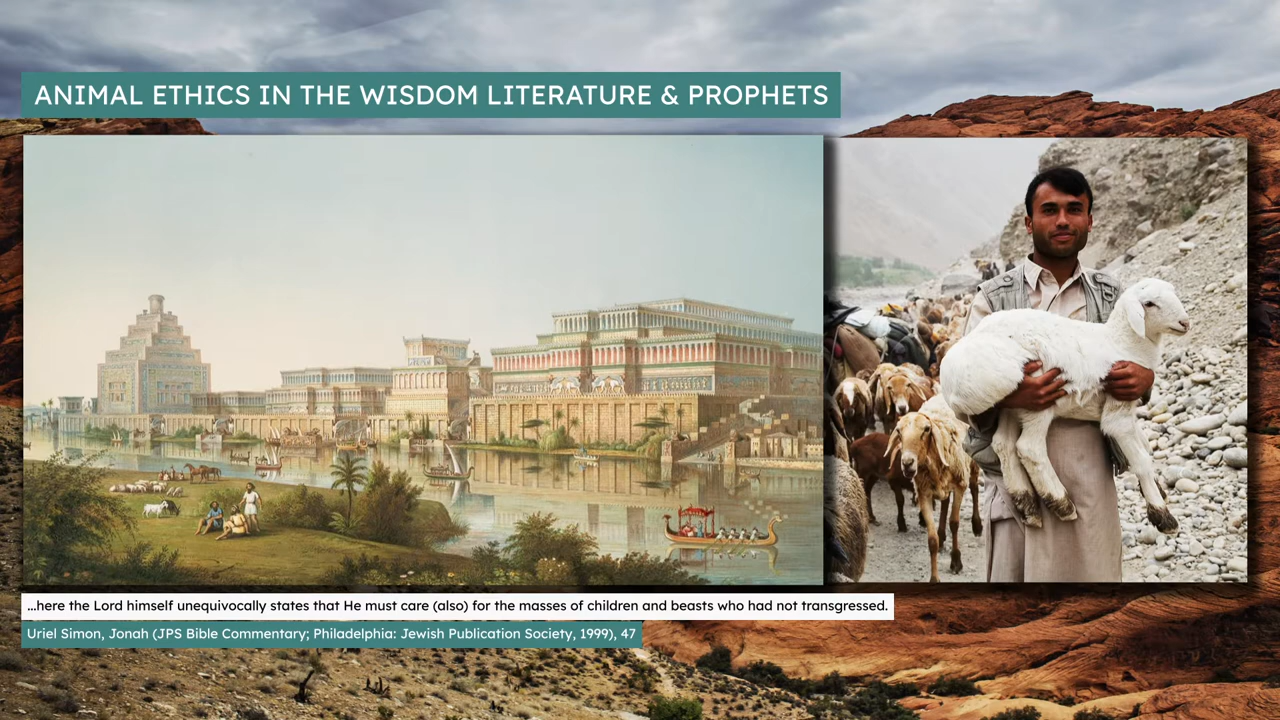 ANIMAL ETHICS IN THE WISDOM LITERATURE & PROPHETS
...here the Lord himself unequivocally states that He must care (also) for the masses of children and beasts who had not transgressed.
Uriel Simon, Jonah (JPS Bible Commentary; Philadelphia: Jewish Publication Society, 1999), 47